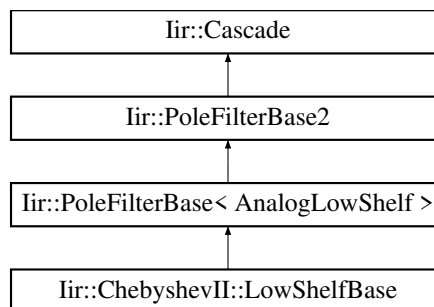 Iir::Cascade
Iir::PoleFilterBase2
Iir::PoleFilterBase< AnalogLowShelf >
Iir::ChebyshevII::LowShelfBase